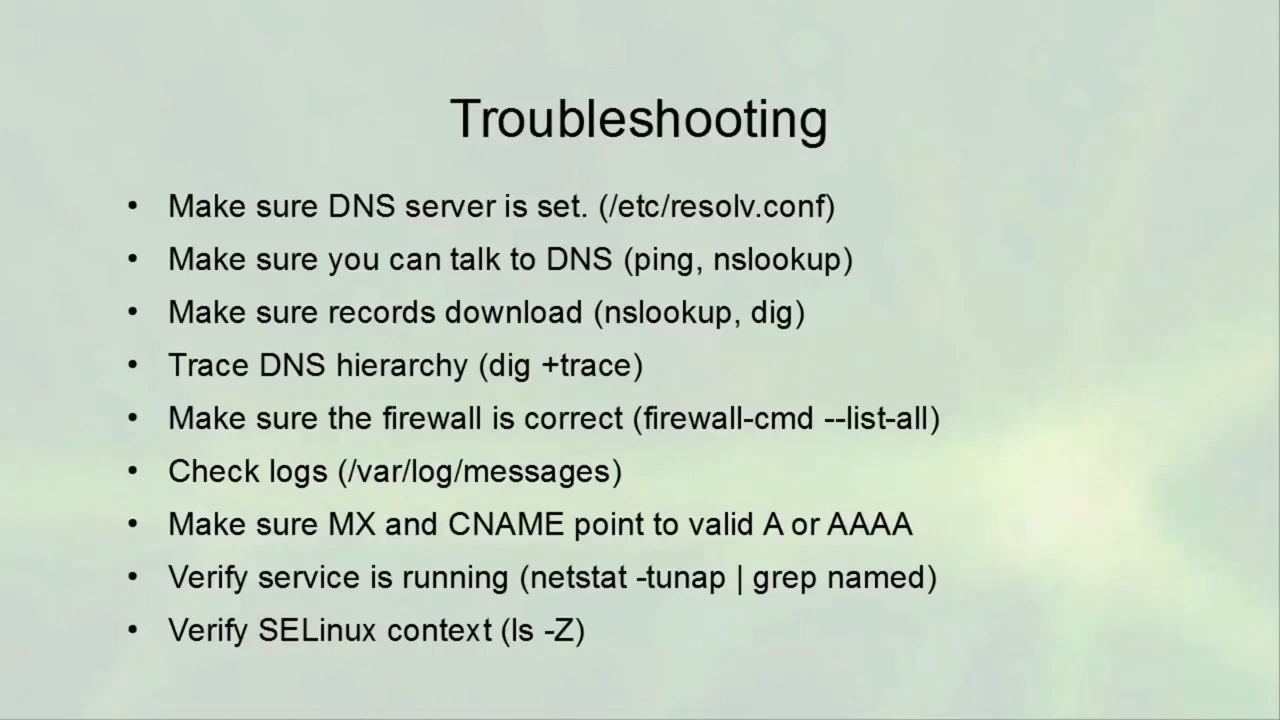 Troubleshooting
• Make sure DNS server is set. (/etc/resolv.conf)
• Make sure you can talk to DNS (ping, nslookup)
• Make sure records download (nslookup, dig)
• Trace DNS hierarchy (dig +trace)
• Make sure the firewall is correct (firewall-cmd --list-all)
• Check logs (/var/log/messages)
• Make sure MX and CNAME point to valid A or AAAA
• Verify service is running (netstat -tunap | grep named)
• Verify SELinux context (ls -Z)